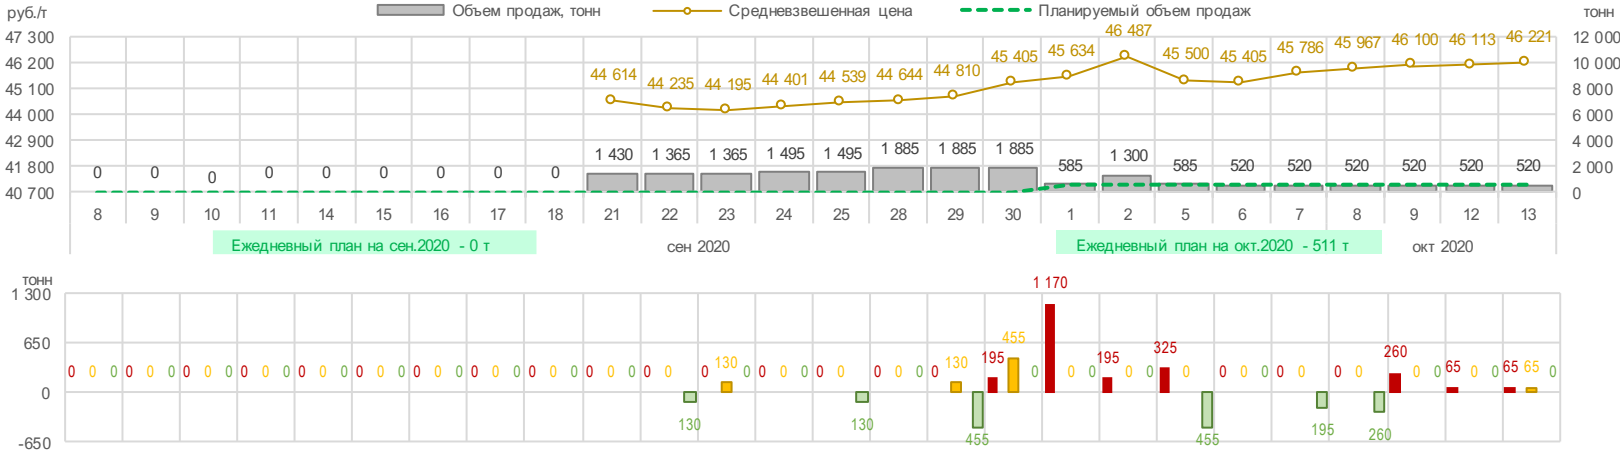 руб./т
Объем продаж, тонн Средневзвешенная цена Планируемый объем продаж
тонн
47 300 12 000
46 200 10 000
45 100 8 000
44 000 6 000
42 900 4 000
41 800 2 000
40 700 0
44 614 44 235 44 195 44 401 44 539 44 644 44 810 45 405 45 634 46 487 45 500 45 405 45 786 45 967 46 100 46 113 46 221
0 0 0 0 0 0 0 0 0 1 430 1 365 1 365 1 495 1 495 1 885 1 885 1 885 585 1 300 585 520 520 520 520 520 520
8 9 10 11 14 15 16 17 18 21 22 23 24 25 28 29 30 1 2 5 6 7 8 9 12 13
Ежедневный план на сен.2020 - 0 т сен 2020 Ежедневный план на окт.2020 - 511 т окт 2020
тонн
1 300
650
0
-650
1 170
455
195 325
130 130 195 260 65 65 65
0 0 0 0 0 0 0 0 0 0 0 0 0 0 0 0 0 0 0 0 0 0 0 0 0 0 0 0 0 0 0 0 0 0 0 0 0 0 0 0 0 0 0 0 0 0 0 0 0 0 0 0 0 0 0 0 0 0 0 0 0
130 130 455 455 195 260